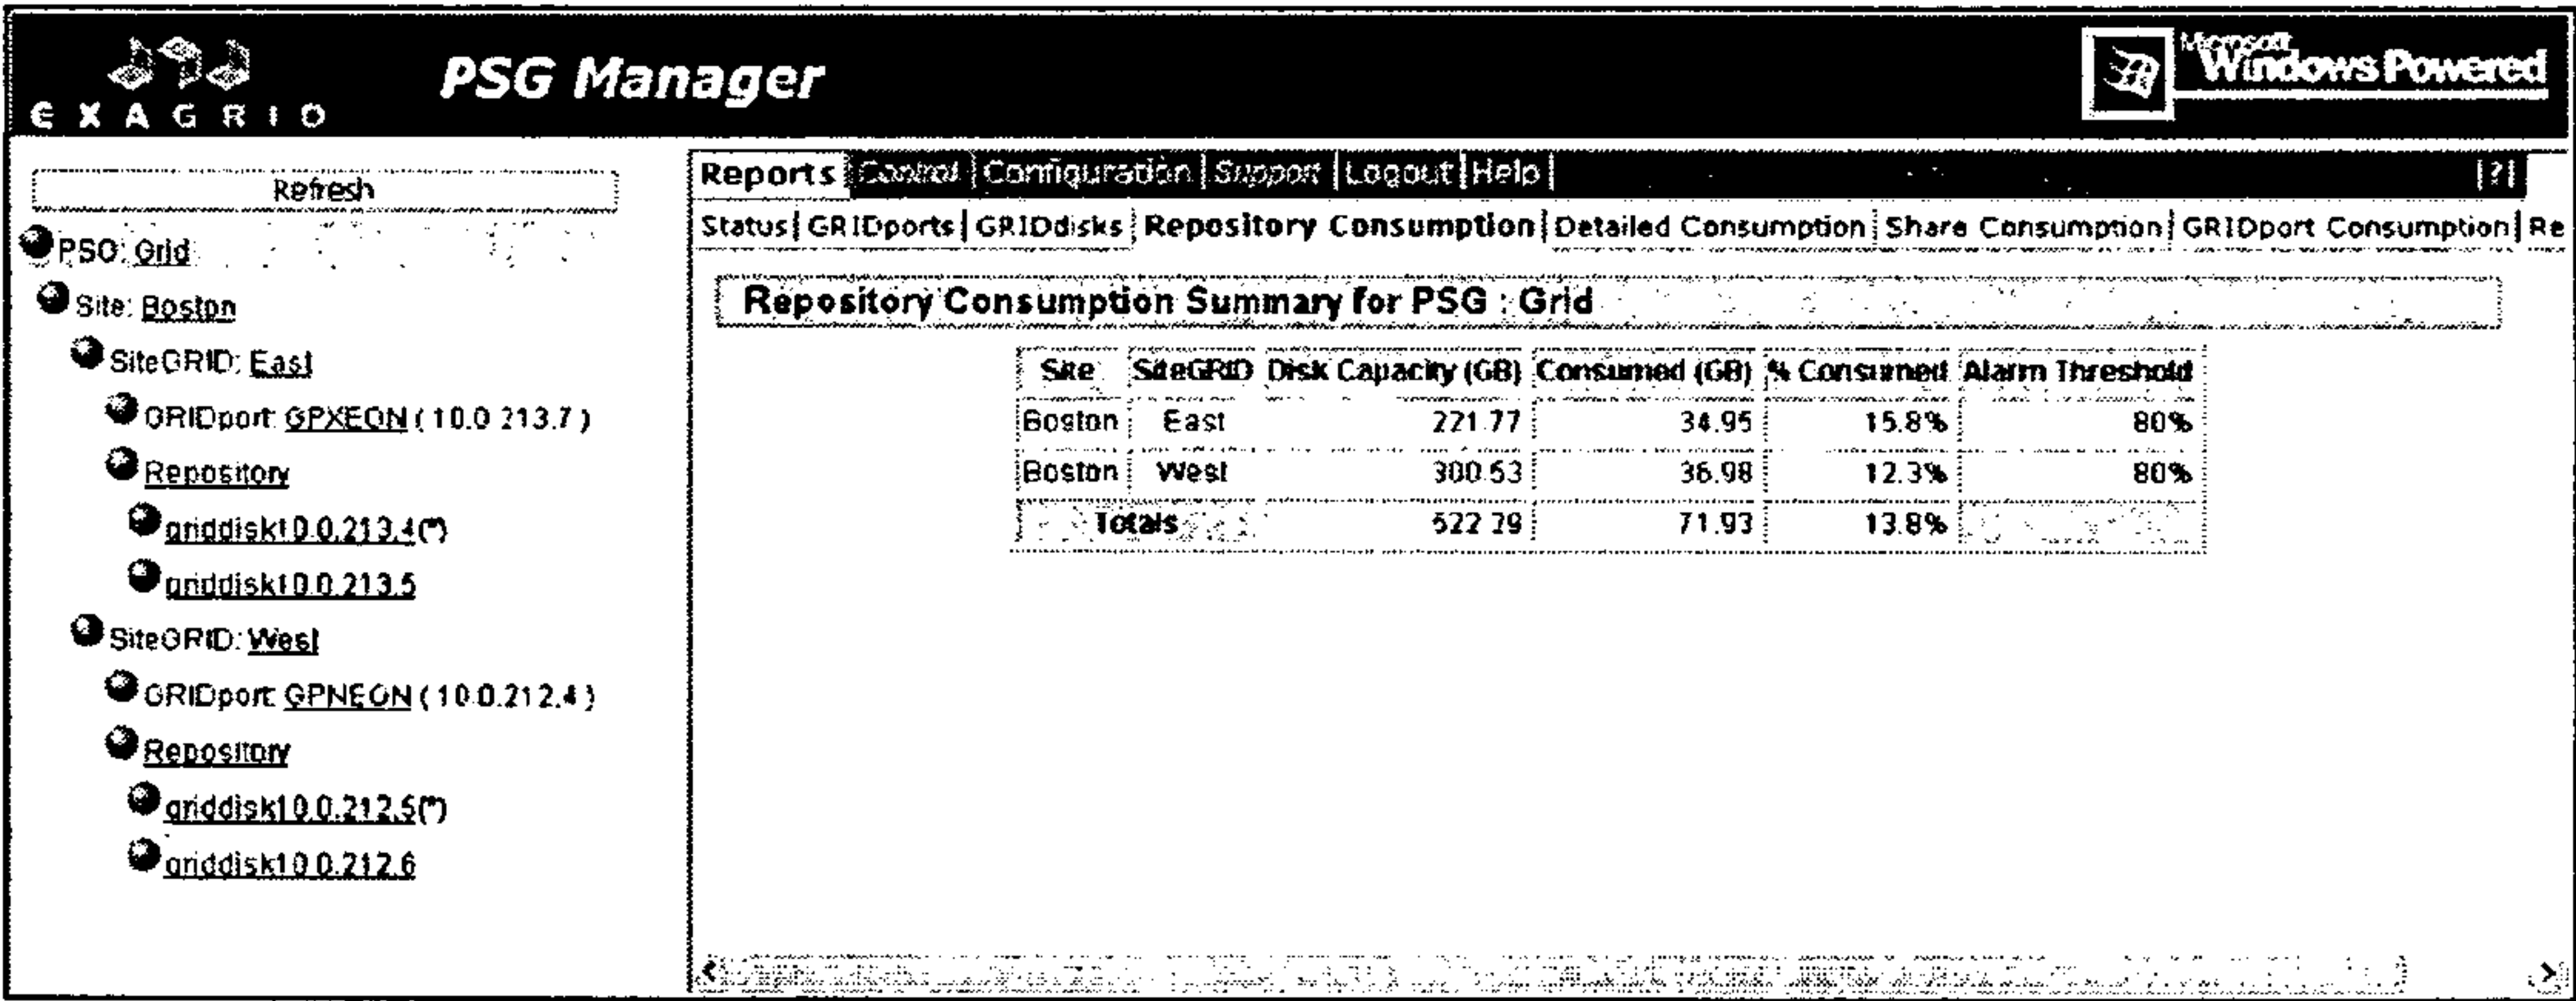 EXAGRID
PSG Manager
Microsoft
Windows Powered
Refresh
PSG: Grid
Site: Boston
SiteGRID: East
GRIDport: GPXEON ( 10.0.213.7 )
Repository
griddisk10.0.213.4(*)
griddisk10.0.213.5
SiteGRID: West
GRIDport: GPNEON ( 10.0.212.4 )
Repository
griddisk10.0.212.5(*)
griddisk10.0.212.6
Reports | Control | Configuration | Support | Logout | Help | |?|
Status | GRIDports | GRIDdisks | Repository Consumption | Detailed Consumption | Share Consumption | GRIDport Consumption | Re
Repository Consumption Summary for PSG : Grid
Site SiteGRID Disk Capacity (GB) Consumed (GB) % Consumed Alarm Threshold
Boston East 221.77 34.95 15.8% 80%
Boston West 300.53 36.98 12.3% 80%
Totals 522.29 71.93 13.8%